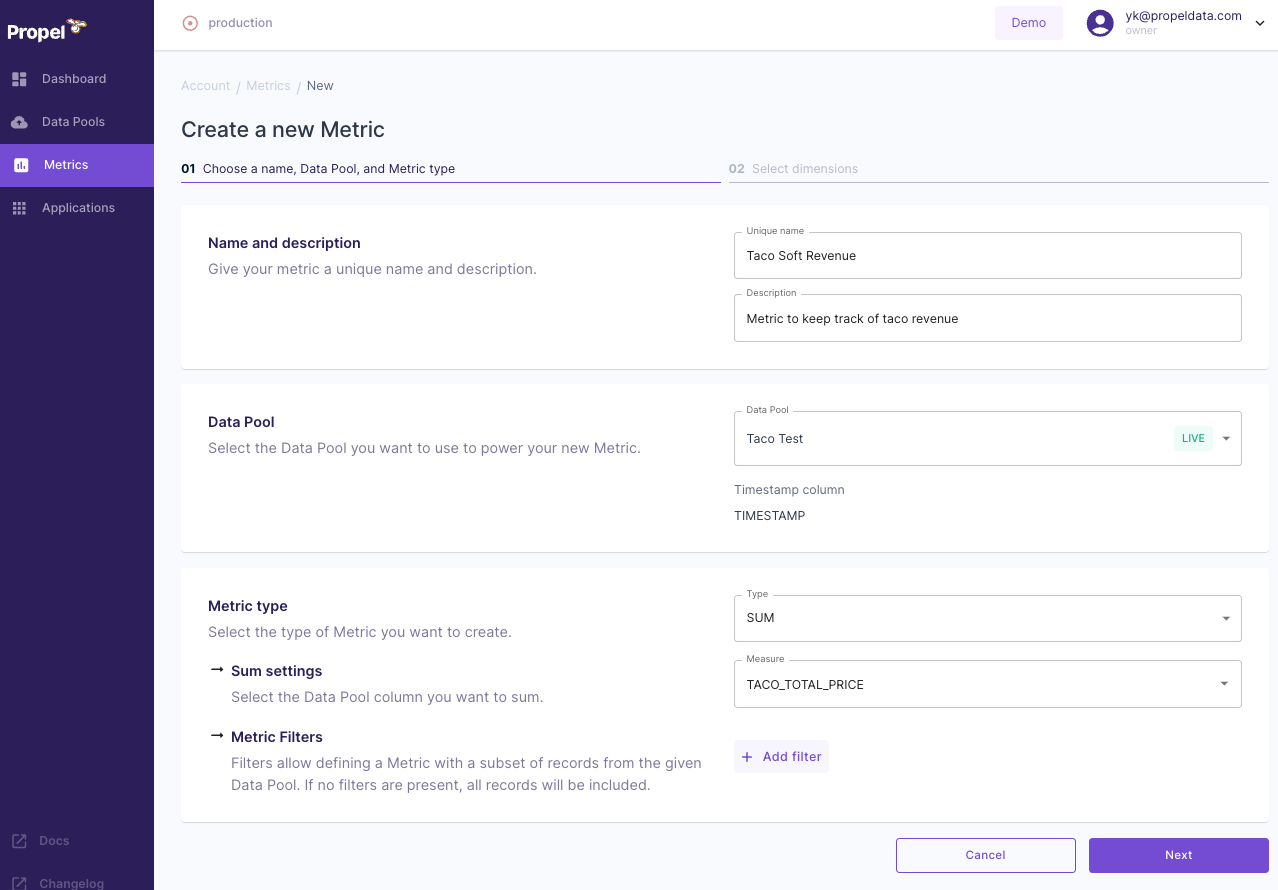 Propel
production
Demo
yk@propeldata.com
owner
Dashboard
Data Pools
Metrics
Applications
Docs
Changelog
Account / Metrics / New
Create a new Metric
01 Choose a name, Data Pool, and Metric type
02 Select dimensions
Name and description
Give your metric a unique name and description.
Unique name
Taco Soft Revenue
Description
Metric to keep track of taco revenue
Data Pool
Select the Data Pool you want to use to power your new Metric.
Data Pool
Taco Test
LIVE
Timestamp column
TIMESTAMP
Metric type
Select the type of Metric you want to create.
Type
SUM
Sum settings
Select the Data Pool column you want to sum.
Measure
TACO_TOTAL_PRICE
Metric Filters
Filters allow defining a Metric with a subset of records from the given
Data Pool. If no filters are present, all records will be included.
+ Add filter
Cancel
Next